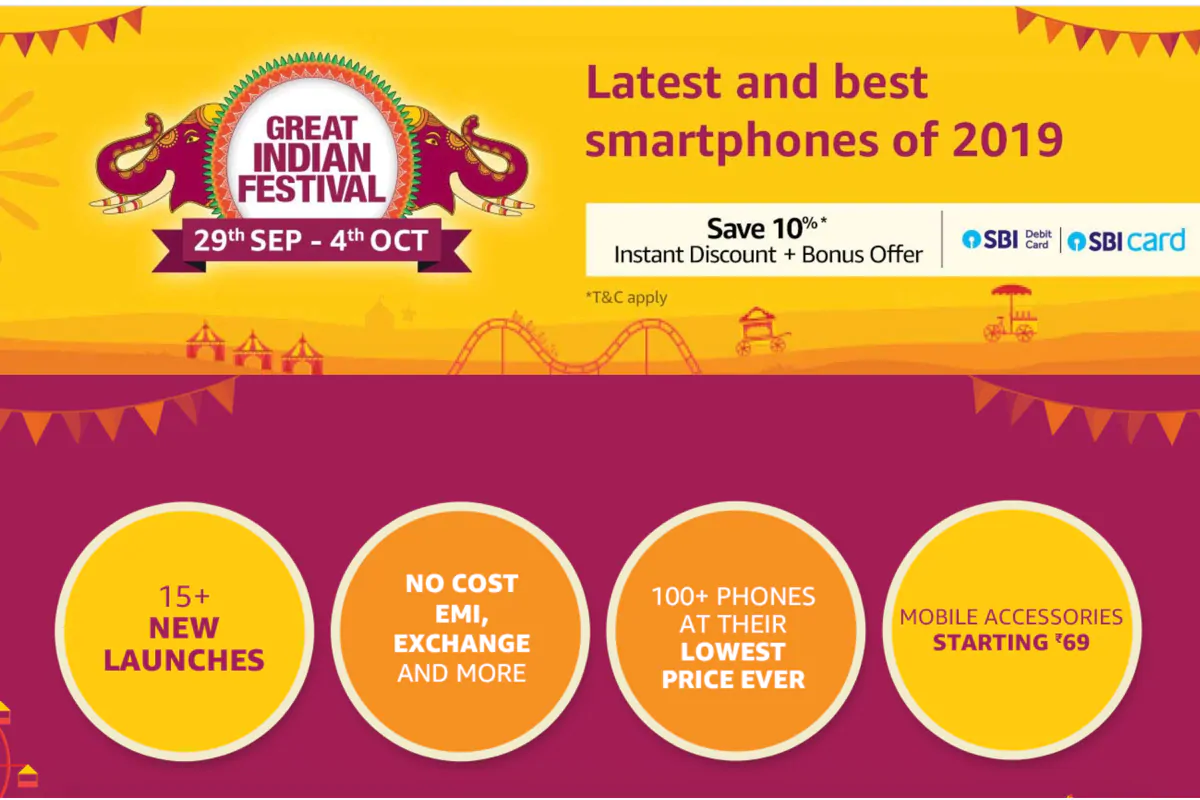 GREAT
INDIAN
FESTIVAL
29th SEP - 4th OCT
Latest and best
smartphones of 2019
Save 10%*
Instant Discount + Bonus Offer
SBI Debit Card | SBI card
*T&C apply
15+
NEW
LAUNCHES
NO COST
EMI,
EXCHANGE
AND MORE
100+ PHONES
AT THEIR
LOWEST
PRICE EVER
MOBILE ACCESSORIES
STARTING ₹69